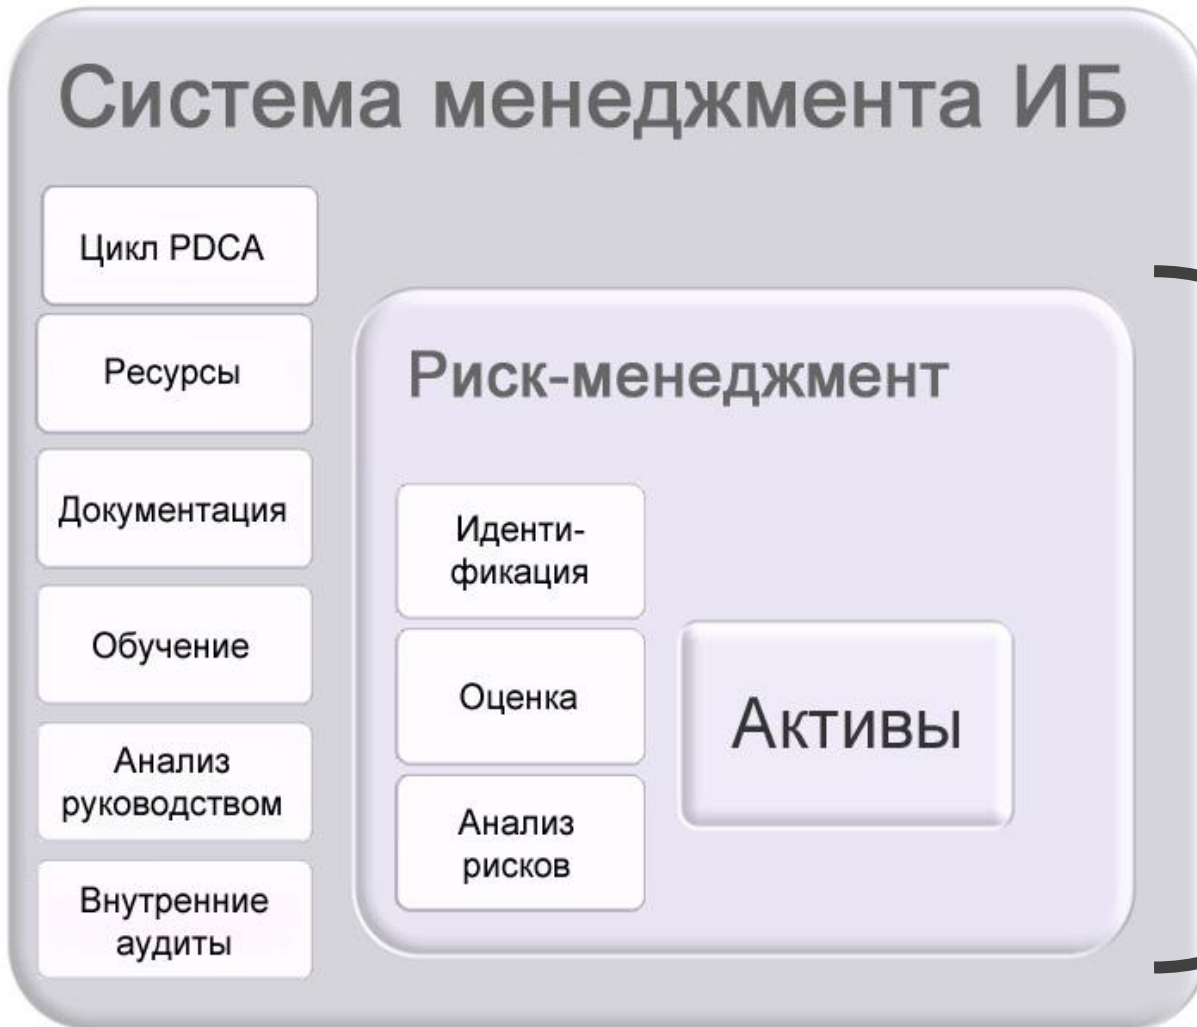 Система менеджмента ИБ
Цикл PDCA
Ресурсы
Документация
Обучение
Анализ
руководством
Внутренние
аудиты
Риск-менеджмент
Иденти-
фикация
Оценка
Анализ
рисков
Активы